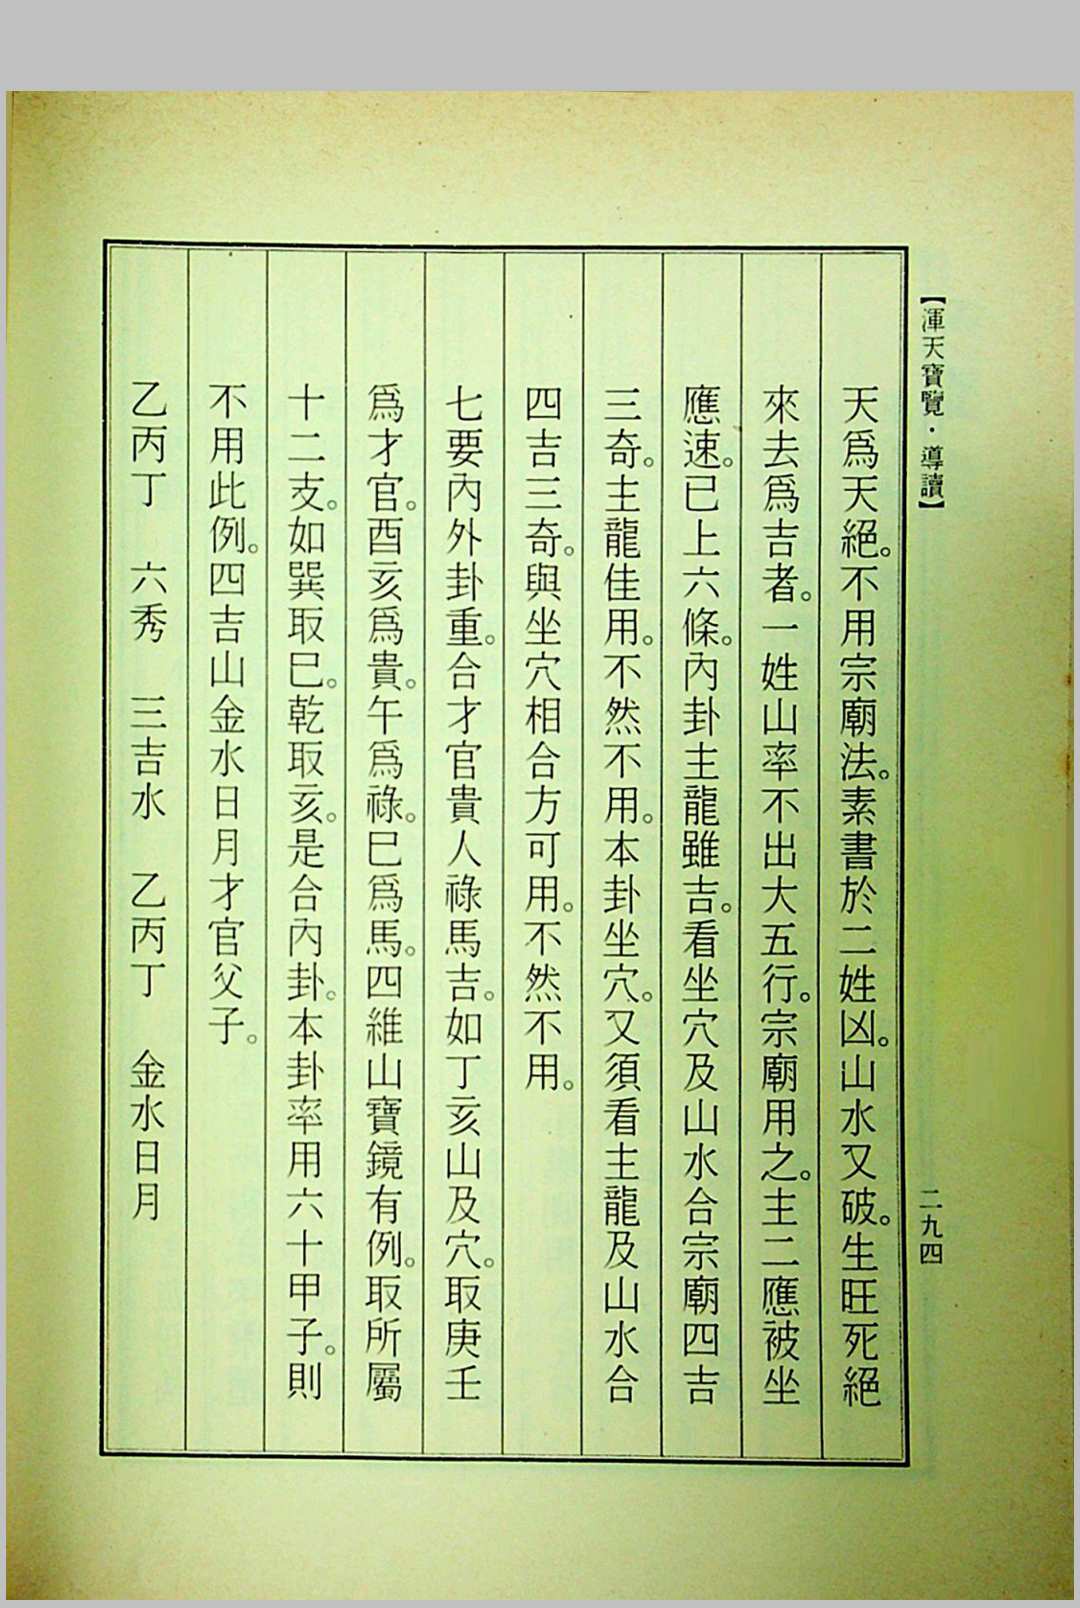 【渾天寶覽·導讀】
二九四
天爲天絕。不用宗廟法。素書於二姓凶。山水又破。生旺死絕
來去爲吉者。一姓山率不出大五行。宗廟用之。主二應被坐
應速。已上六條。內卦主龍雖吉。看坐穴及山水合宗廟四吉
三奇。主龍佳用。不然不用。本卦坐穴。又須看主龍及山水合
四吉三奇。與坐穴相合方可用。不然不用。
七要內外卦重。合才官貴人祿馬吉。如丁亥山及穴。取庚壬
爲才官。酉亥爲貴。午爲祿。巳爲馬。四維山寶鏡有例。取所屬
十二支。如巽取巳。乾取亥。是合內卦。本卦率用六十甲子。則
不用此例。四吉山金水日月才官父子。
乙丙丁 六秀 三吉水 乙丙丁 金水日月